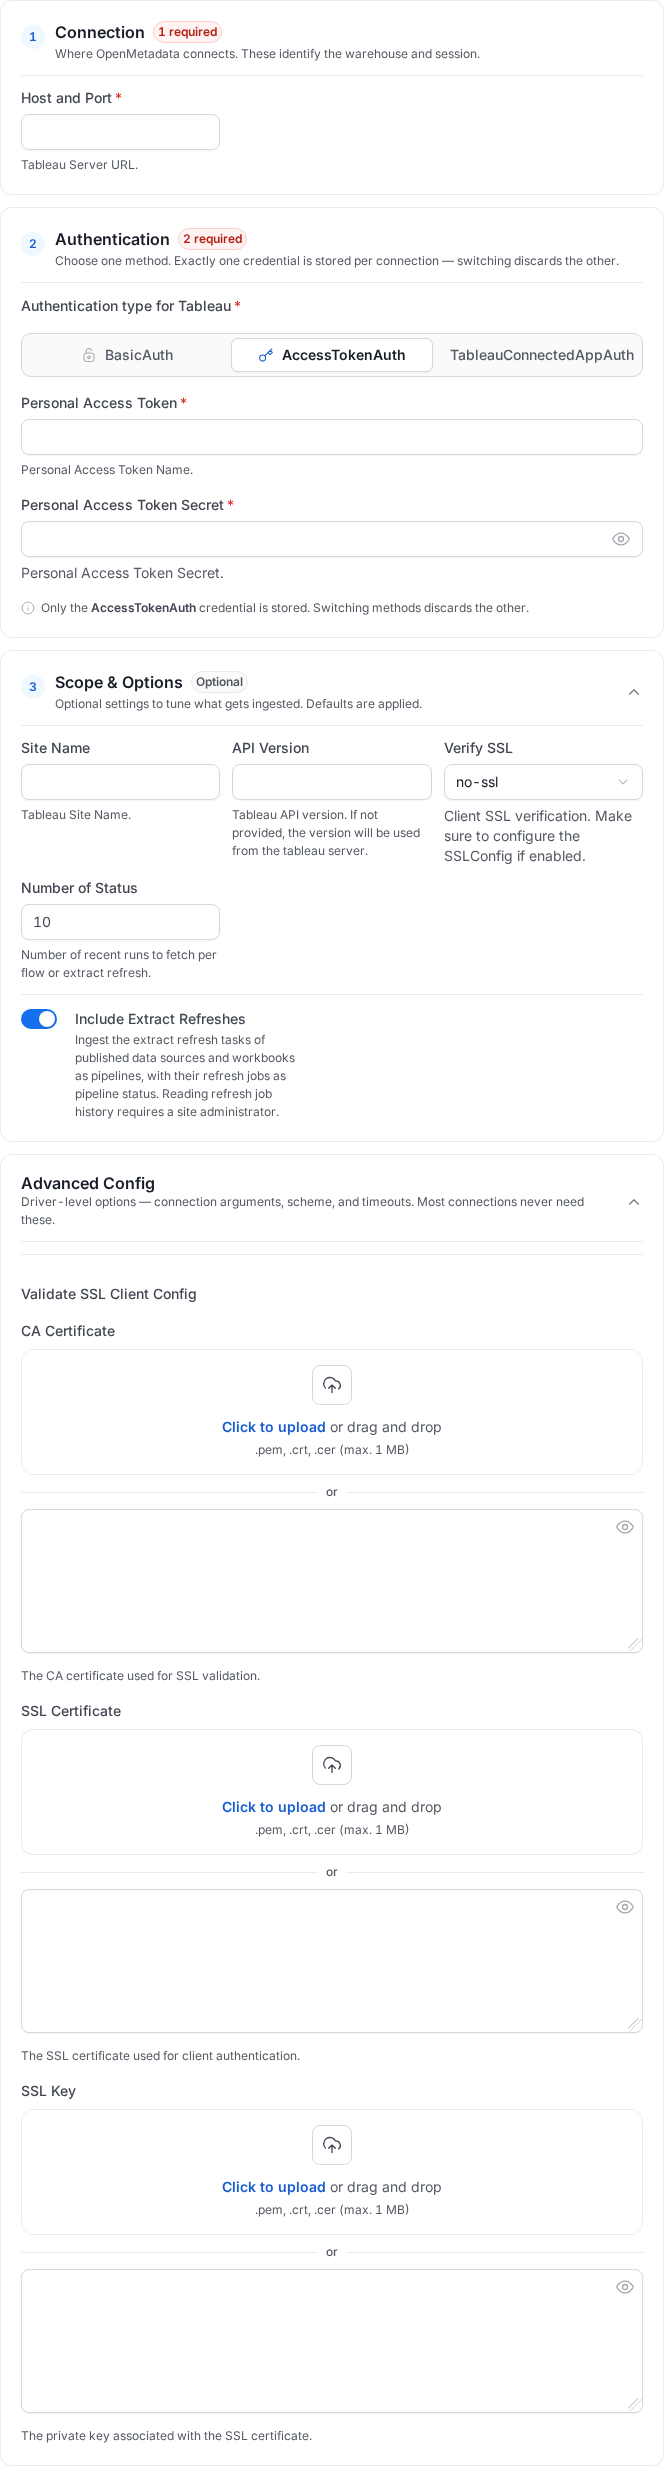 1 Connection 1 required
Where OpenMetadata connects. These identify the warehouse and session.
Host and Port *
Tableau Server URL.
2 Authentication 2 required
Choose one method. Exactly one credential is stored per connection — switching discards the other.
Authentication type for Tableau *
BasicAuth AccessTokenAuth TableauConnectedAppAuth
Personal Access Token *
Personal Access Token Name.
Personal Access Token Secret *
Personal Access Token Secret.
Only the AccessTokenAuth credential is stored. Switching methods discards the other.
3 Scope & Options Optional
Optional settings to tune what gets ingested. Defaults are applied.
Site Name
Tableau Site Name.
API Version
Tableau API version. If not
provided, the version will be used
from the tableau server.
Verify SSL
no-ssl
Client SSL verification. Make
sure to configure the
SSLConfig if enabled.
Number of Status
10
Number of recent runs to fetch per
flow or extract refresh.
Include Extract Refreshes
Ingest the extract refresh tasks of
published data sources and workbooks
as pipelines, with their refresh jobs as
pipeline status. Reading refresh job
history requires a site administrator.
Advanced Config
Driver-level options — connection arguments, scheme, and timeouts. Most connections never need
these.
Validate SSL Client Config
CA Certificate
Click to upload or drag and drop
.pem, .crt, .cer (max. 1 MB)
or
The CA certificate used for SSL validation.
SSL Certificate
Click to upload or drag and drop
.pem, .crt, .cer (max. 1 MB)
or
The SSL certificate used for client authentication.
SSL Key
Click to upload or drag and drop
.pem, .crt, .cer (max. 1 MB)
or
The private key associated with the SSL certificate.